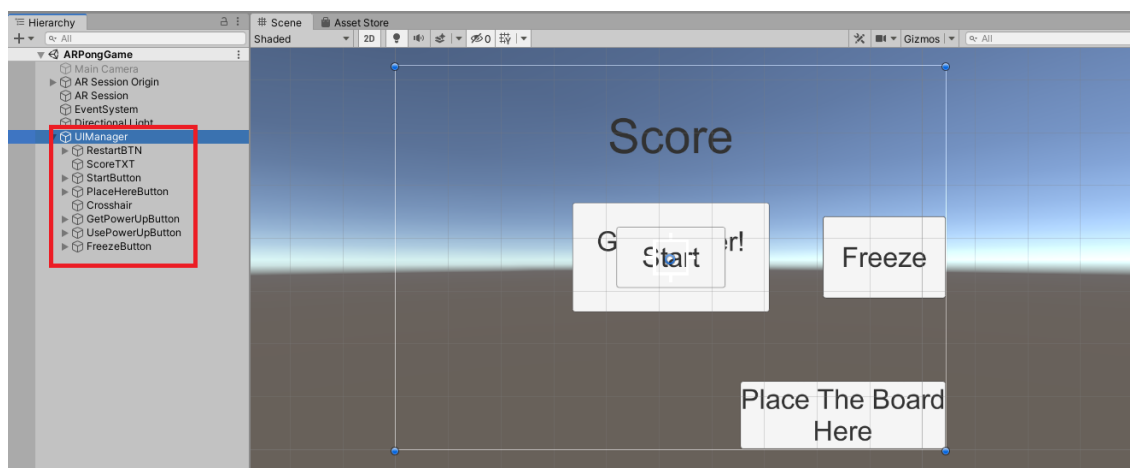 Hierarchy
All
ARPongGame
Main Camera
AR Session Origin
AR Session
EventSystem
Directional Light
UIManager
RestartBTN
ScoreTXT
StartButton
PlaceHereButton
Crosshair
GetPowerUpButton
UsePowerUpButton
FreezeButton
Scene
Asset Store
Shaded
2D
0
Gizmos
All
Score
G
r!
Start
Freeze
Place The Board
Here